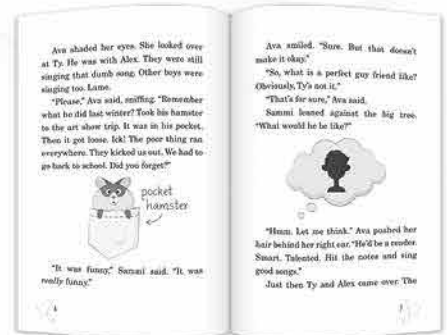 Ava shaded her eyes. She looked over
at Ty. He was with Alex. They were still
singing that dumb song. Other boys were
singing too. Lame.
"Please," Ava said, sniffing. "Remember
what he did last winter? Took his hamster
to the art show trip. It was in his pocket.
Then it got loose. Ick! The poor thing ran
everywhere. They kicked us out. We had to
go back to school. Did you forget?"
pocket
hamster
"It was funny," Sammi said. "It was
really funny."
Ava smiled. "Sure. But that doesn't
make it okay."
"So, what is a perfect guy friend like?
Obviously, Ty's not it."
"That's for sure," Ava said.
Sammi leaned against the big tree.
"What would he be like?"
"Hmm. Let me think." Ava pushed her
hair behind her right ear. "He'd be a reader.
Smart. Talented. Hit the notes and sing
good songs."
Just then Ty and Alex came over. The